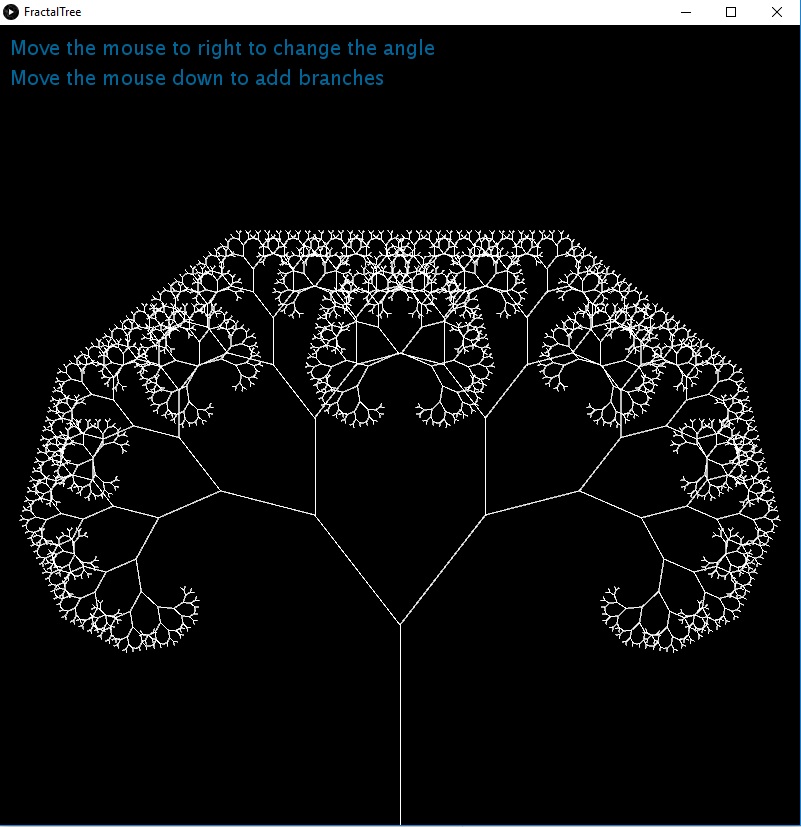 FractalTree
Move the mouse to right to change the angle
Move the mouse down to add branches